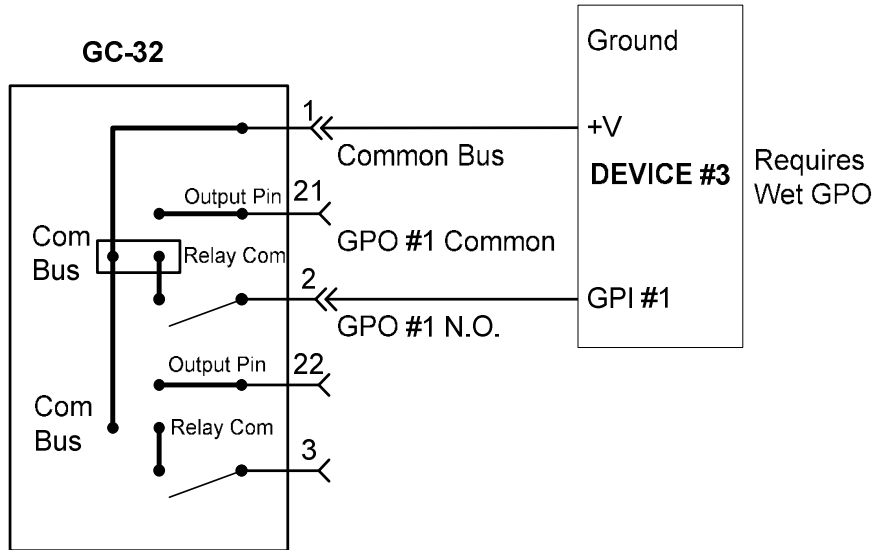 GC-32
Ground
1
+V
Common Bus
DEVICE #3
Requires
Wet GPO
Output Pin
21
GPO #1 Common
Com
Bus
Relay Com
2
GPI #1
GPO #1 N.O.
Output Pin
22
Com
Bus
Relay Com
3